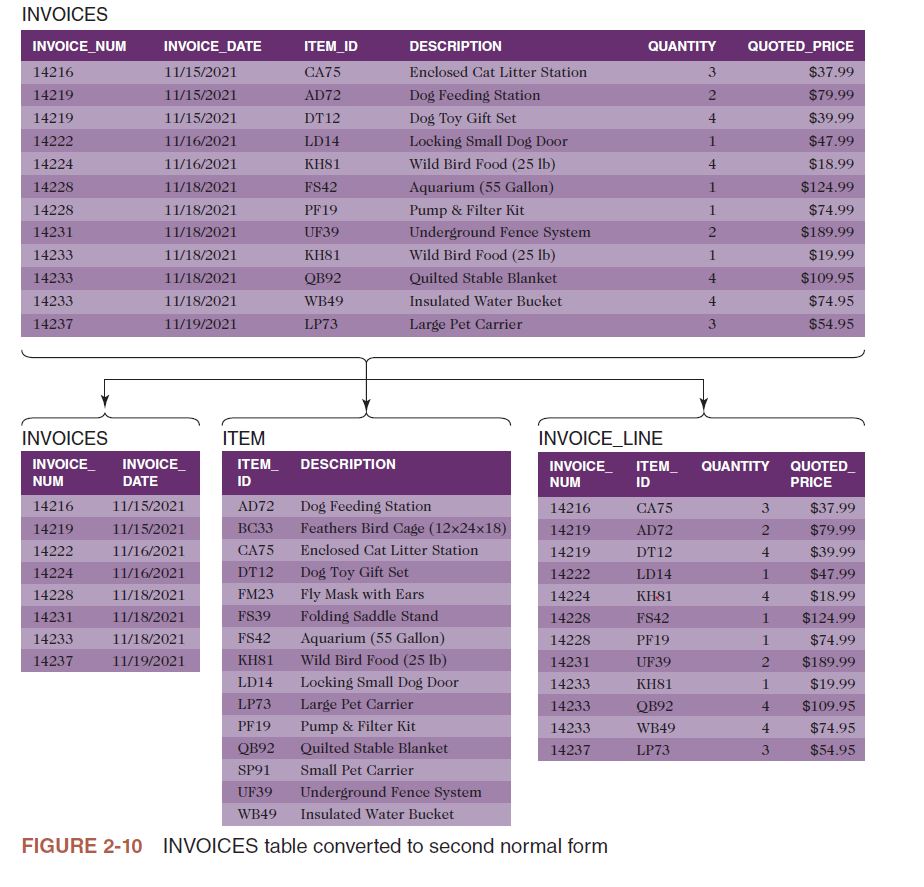 INVOICES
INVOICE_NUM INVOICE_DATE ITEM_ID DESCRIPTION QUANTITY QUOTED_PRICE
14216 11/15/2021 CA75 Enclosed Cat Litter Station 3 $37.99
14219 11/15/2021 AD72 Dog Feeding Station 2 $79.99
14219 11/15/2021 DT12 Dog Toy Gift Set 4 $39.99
14222 11/16/2021 LD14 Locking Small Dog Door 1 $47.99
14224 11/16/2021 KH81 Wild Bird Food (25 lb) 4 $18.99
14228 11/18/2021 FS42 Aquarium (55 Gallon) 1 $124.99
14228 11/18/2021 PF19 Pump & Filter Kit 1 $74.99
14231 11/18/2021 UF39 Underground Fence System 2 $189.99
14233 11/18/2021 KH81 Wild Bird Food (25 lb) 1 $19.99
14233 11/18/2021 QB92 Quilted Stable Blanket 4 $109.95
14233 11/18/2021 WB49 Insulated Water Bucket 4 $74.95
14237 11/19/2021 LP73 Large Pet Carrier 3 $54.95
INVOICES
INVOICE_ INVOICE_
NUM DATE
14216 11/15/2021
14219 11/15/2021
14222 11/16/2021
14224 11/16/2021
14228 11/18/2021
14231 11/18/2021
14233 11/18/2021
14237 11/19/2021
ITEM
ITEM_ DESCRIPTION
ID
AD72 Dog Feeding Station
BC33 Feathers Bird Cage (12×24×18)
CA75 Enclosed Cat Litter Station
DT12 Dog Toy Gift Set
FM23 Fly Mask with Ears
FS39 Folding Saddle Stand
FS42 Aquarium (55 Gallon)
KH81 Wild Bird Food (25 lb)
LD14 Locking Small Dog Door
LP73 Large Pet Carrier
PF19 Pump & Filter Kit
QB92 Quilted Stable Blanket
SP91 Small Pet Carrier
UF39 Underground Fence System
WB49 Insulated Water Bucket
INVOICE_LINE
INVOICE_ ITEM_ QUANTITY QUOTED_
NUM ID PRICE
14216 CA75 3 $37.99
14219 AD72 2 $79.99
14219 DT12 4 $39.99
14222 LD14 1 $47.99
14224 KH81 4 $18.99
14228 FS42 1 $124.99
14228 PF19 1 $74.99
14231 UF39 2 $189.99
14233 KH81 1 $19.99
14233 QB92 4 $109.95
14233 WB49 4 $74.95
14237 LP73 3 $54.95
FIGURE 2-10 INVOICES table converted to second normal form